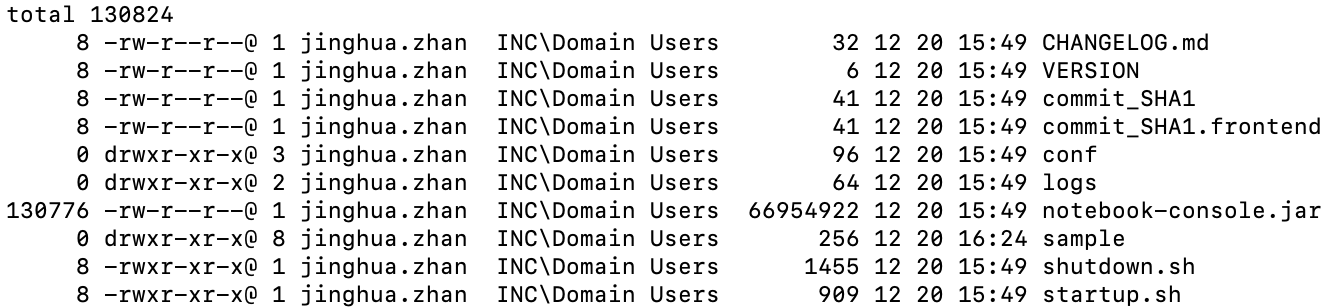 total 130824
     8 -rw-r--r--@ 1 jinghua.zhan  INC\Domain Users        32 12 20 15:49 CHANGELOG.md
     8 -rw-r--r--@ 1 jinghua.zhan  INC\Domain Users         6 12 20 15:49 VERSION
     8 -rw-r--r--@ 1 jinghua.zhan  INC\Domain Users        41 12 20 15:49 commit_SHA1
     8 -rw-r--r--@ 1 jinghua.zhan  INC\Domain Users        41 12 20 15:49 commit_SHA1.frontend
     0 drwxr-xr-x@ 3 jinghua.zhan  INC\Domain Users        96 12 20 15:49 conf
     0 drwxr-xr-x@ 2 jinghua.zhan  INC\Domain Users        64 12 20 15:49 logs
130776 -rw-r--r--@ 1 jinghua.zhan  INC\Domain Users  66954922 12 20 15:49 notebook-console.jar
     0 drwxr-xr-x@ 8 jinghua.zhan  INC\Domain Users       256 12 20 16:24 sample
     8 -rwxr-xr-x@ 1 jinghua.zhan  INC\Domain Users      1455 12 20 15:49 shutdown.sh
     8 -rwxr-xr-x@ 1 jinghua.zhan  INC\Domain Users       909 12 20 15:49 startup.sh